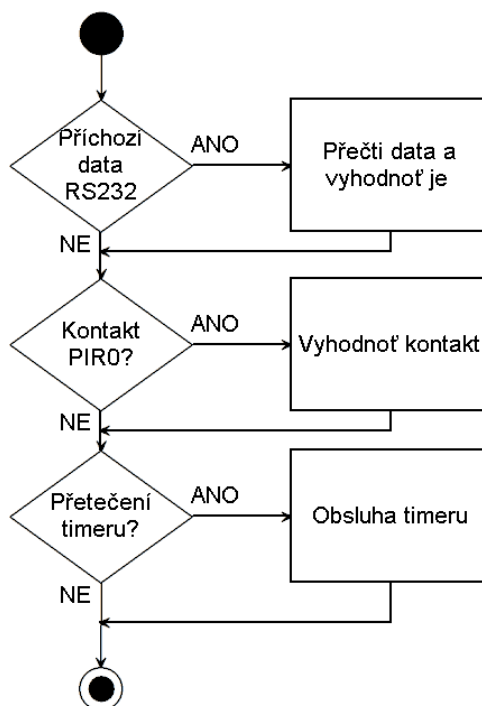 Příchozi
data
RS232
ANO
Přečti data a
vyhodnoť je
NE
Kontakt
PIR0?
ANO
Vyhodnoť kontakt
NE
Přetečení
timeru?
ANO
Obsluha timeru
NE